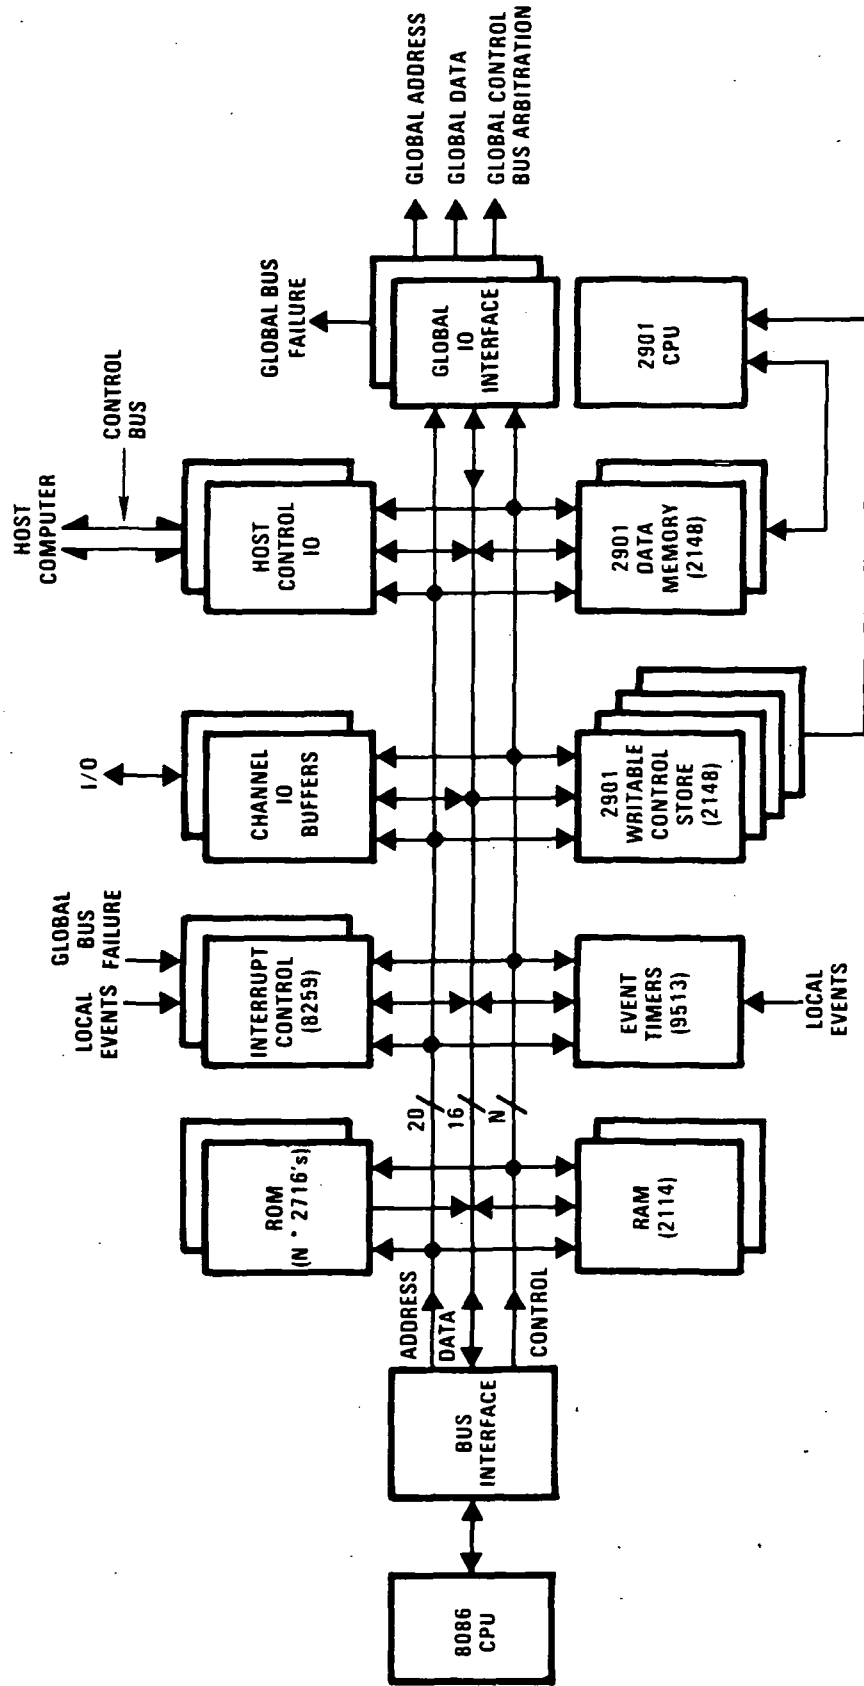 8086
CPU
BUS
INTERFACE
ADDRESS
DATA
CONTROL
ROM
(N * 2716's)
RAM
(2114)
20
16
N
LOCAL
EVENTS
GLOBAL
BUS
FAILURE
INTERRUPT
CONTROL
(8259)
EVENT
TIMERS
(9513)
LOCAL
EVENTS
I/O
CHANNEL
IO
BUFFERS
2901
WRITABLE
CONTROL
STORE
(2148)
HOST
COMPUTER
CONTROL
BUS
HOST
CONTROL
IO
2901
DATA
MEMORY
(2148)
GLOBAL BUS
FAILURE
GLOBAL
IO
INTERFACE
2901
CPU
GLOBAL ADDRESS
GLOBAL DATA
GLOBAL CONTROL
BUS ARBITRATION